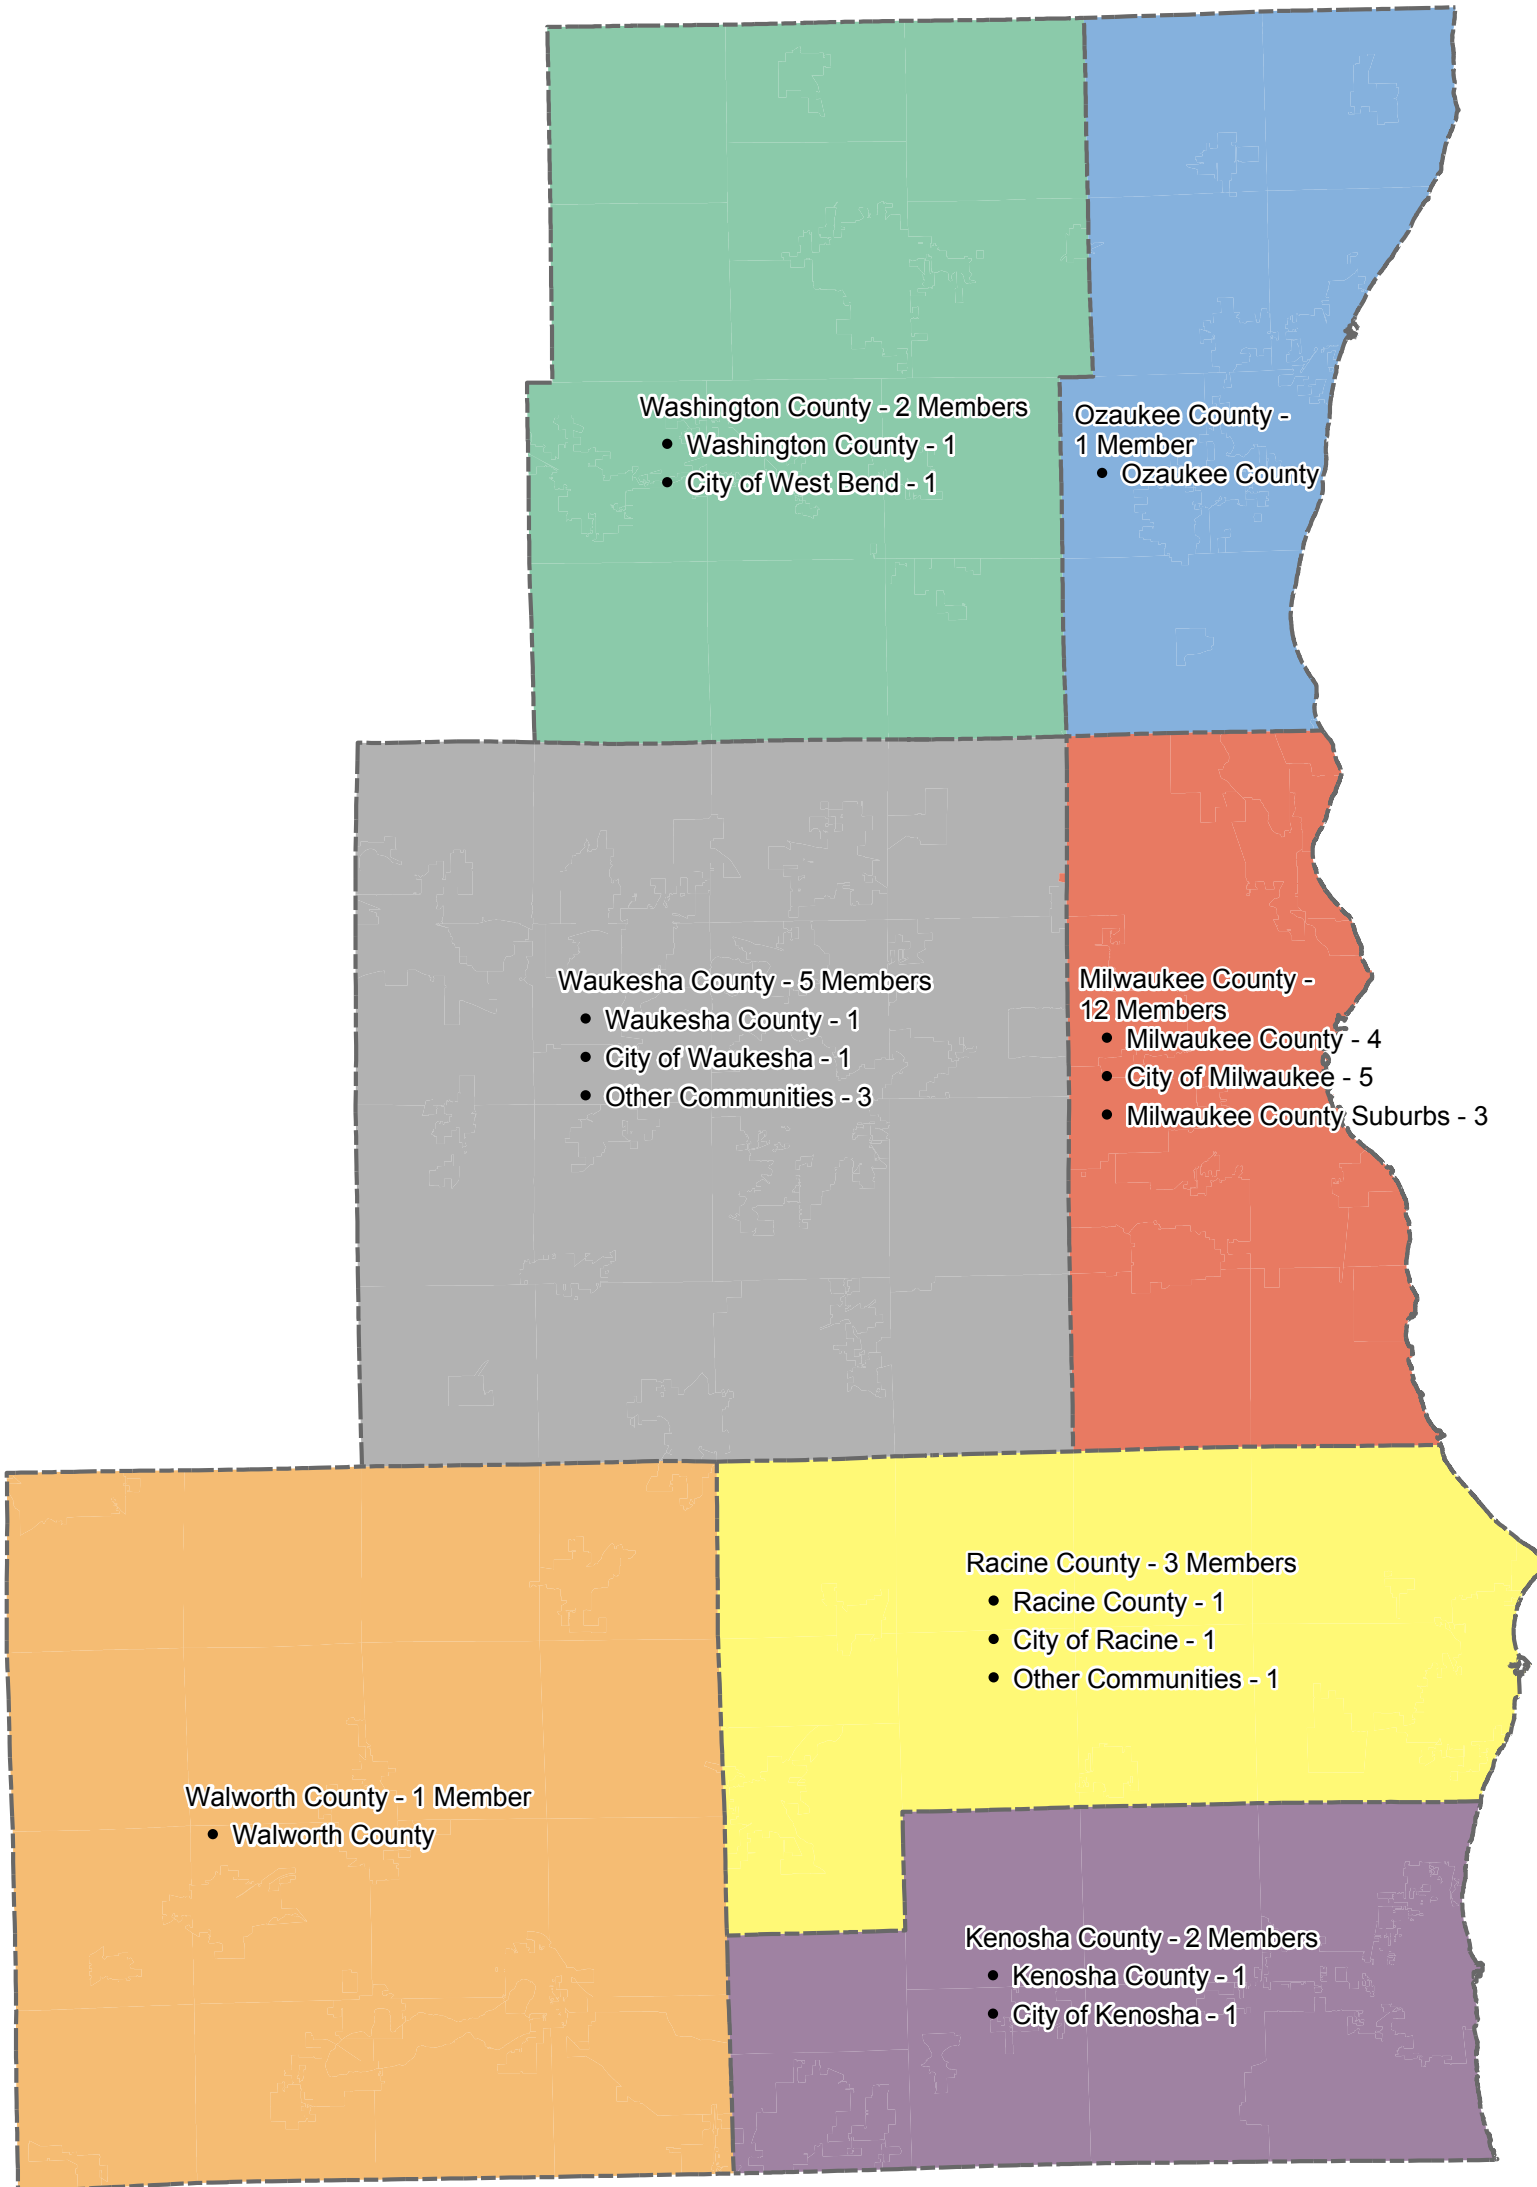 Washington County - 2 Members
• Washington County - 1
• City of West Bend - 1
Ozaukee County -
1 Member
• Ozaukee County
Waukesha County - 5 Members
• Waukesha County - 1
• City of Waukesha - 1
• Other Communities - 3
Milwaukee County -
12 Members
• Milwaukee County - 4
• City of Milwaukee - 5
• Milwaukee County Suburbs - 3
Racine County - 3 Members
• Racine County - 1
• City of Racine - 1
• Other Communities - 1
Walworth County - 1 Member
• Walworth County
Kenosha County - 2 Members
• Kenosha County - 1
• City of Kenosha - 1